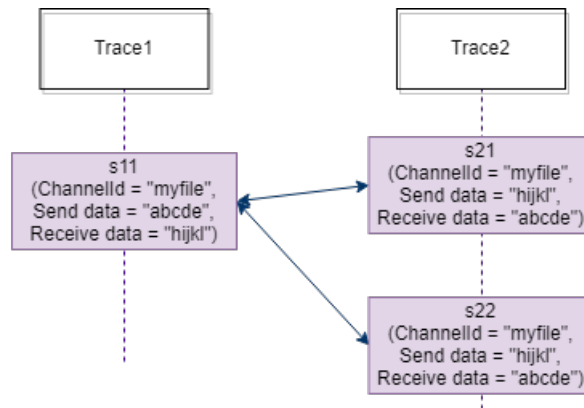 Trace1
Trace2
s11
(ChannelId = "myfile",
Send data = "abcde",
Receive data = "hijkl")
s21
(ChannelId = "myfile",
Send data = "hijkl",
Receive data = "abcde")
s22
(ChannelId = "myfile",
Send data = "hijkl",
Receive data = "abcde")